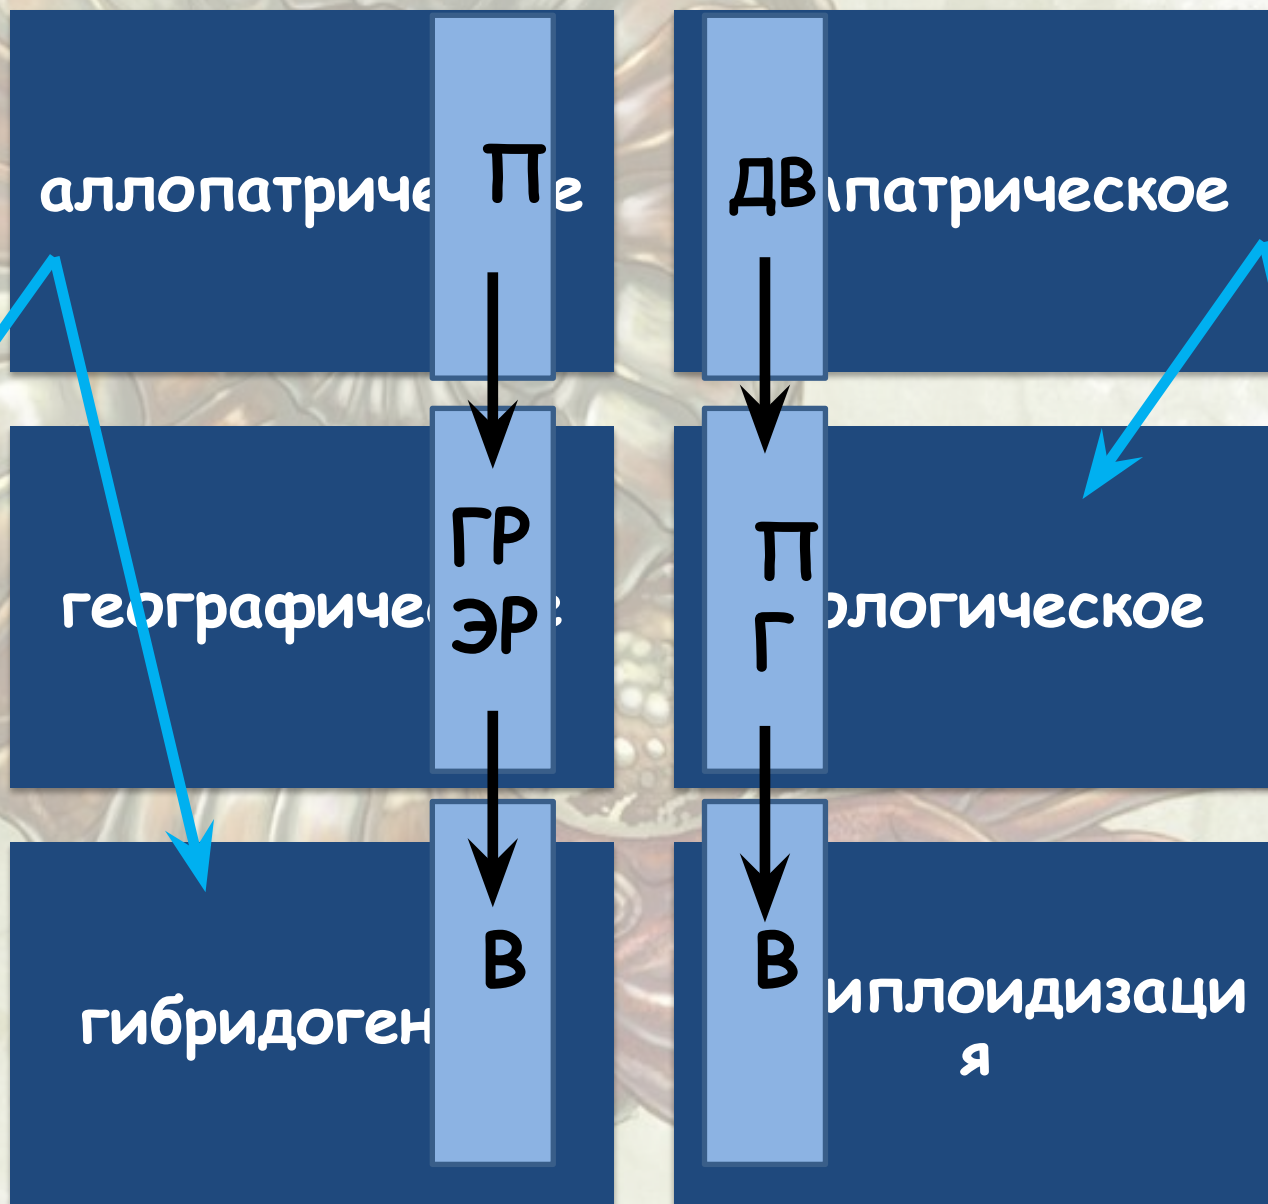 аллопатриче
е
П
ДВ
патрическое
географиче
ГР
ЭР
П
Г
ологическое
гибридоген
В
В
иплоидизаци
я